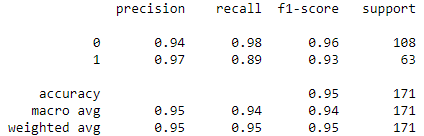 precision recall f1-score support
0 0.94 0.98 0.96 108
1 0.97 0.89 0.93 63
accuracy 0.95 171
macro avg 0.95 0.94 0.94 171
weighted avg 0.95 0.95 0.95 171